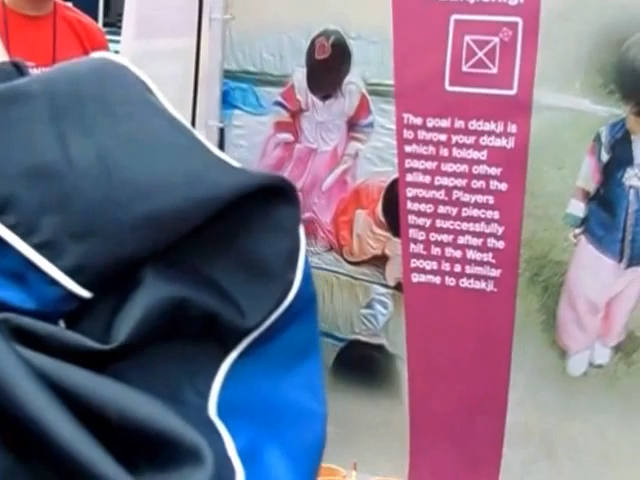 The goal in ddakji is
to throw your ddakji
which is folded
paper upon other
alike paper on the
ground. Players
keep any pieces
they successfully
flip over after the
hit. In the West,
pogs is a similar
game to ddakji.